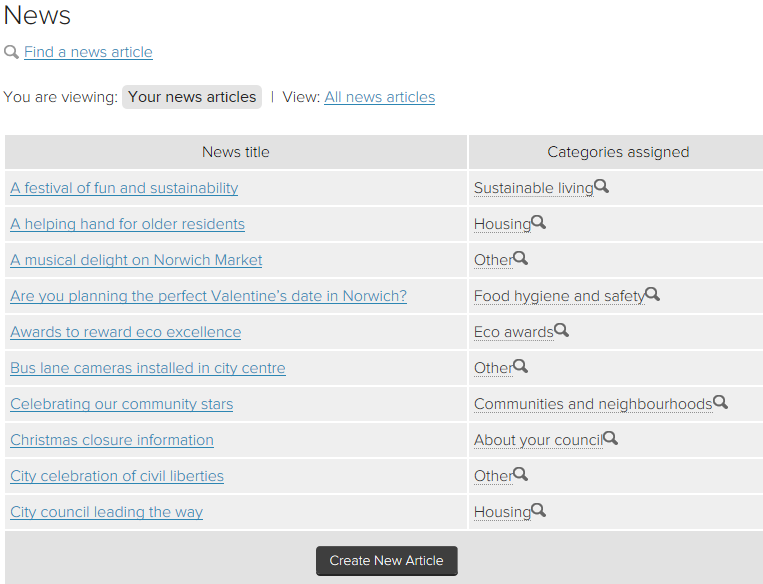 News
Find a news article
You are viewing: Your news articles | View: All news articles
News title Categories assigned
A festival of fun and sustainability Sustainable living
A helping hand for older residents Housing
A musical delight on Norwich Market Other
Are you planning the perfect Valentine's date in Norwich? Food hygiene and safety
Awards to reward eco excellence Eco awards
Bus lane cameras installed in city centre Other
Celebrating our community stars Communities and neighbourhoods
Christmas closure information About your council
City celebration of civil liberties Other
City council leading the way Housing
Create New Article